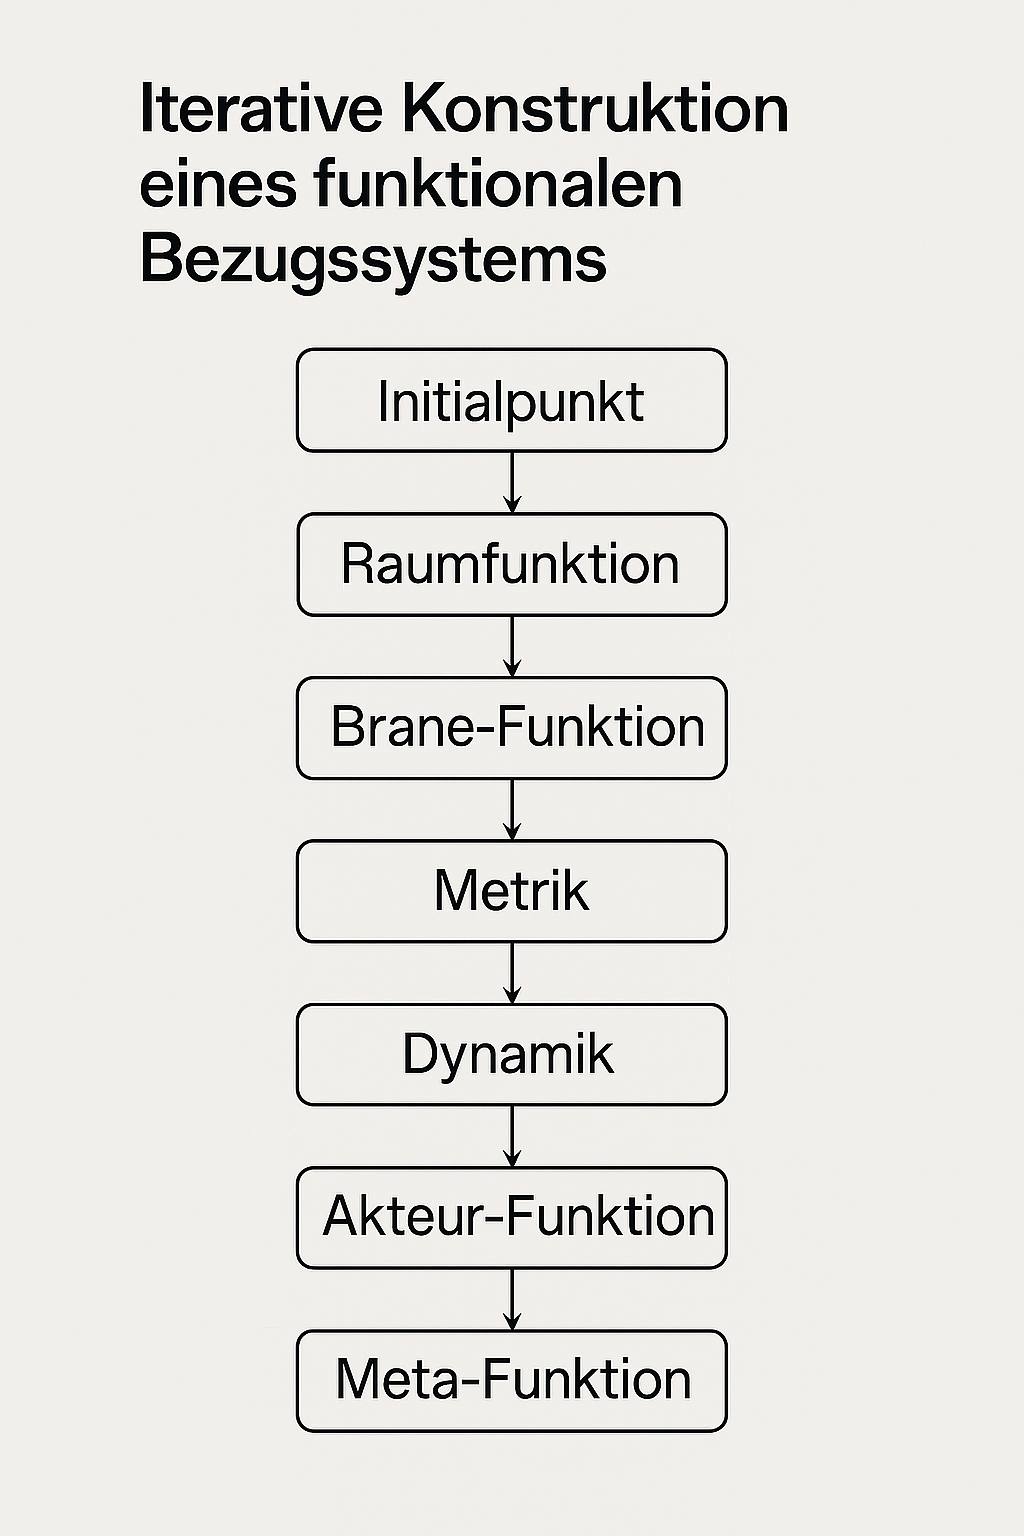 Iterative Konstruktion
eines funktionalen
Bezugssystems
Initialpunkt
Raumfunktion
Brane-Funktion
Metrik
Dynamik
Akteur-Funktion
Meta-Funktion